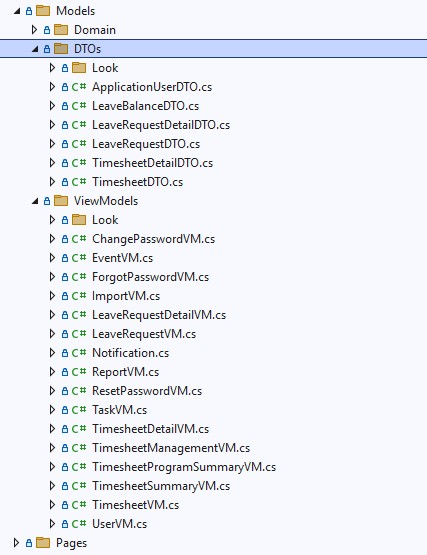 Models
Domain
DTOs
Look
C# ApplicationUserDTO.cs
C# LeaveBalanceDTO.cs
C# LeaveRequestDetailDTO.cs
C# LeaveRequestDTO.cs
C# TimesheetDetailDTO.cs
C# TimesheetDTO.cs
ViewModels
Look
C# ChangePasswordVM.cs
C# EventVM.cs
C# ForgotPasswordVM.cs
C# ImportVM.cs
C# LeaveRequestDetailVM.cs
C# LeaveRequestVM.cs
C# Notification.cs
C# ReportVM.cs
C# ResetPasswordVM.cs
C# TaskVM.cs
C# TimesheetDetailVM.cs
C# TimesheetManagementVM.cs
C# TimesheetProgramSummaryVM.cs
C# TimesheetSummaryVM.cs
C# TimesheetVM.cs
C# UserVM.cs
Pages